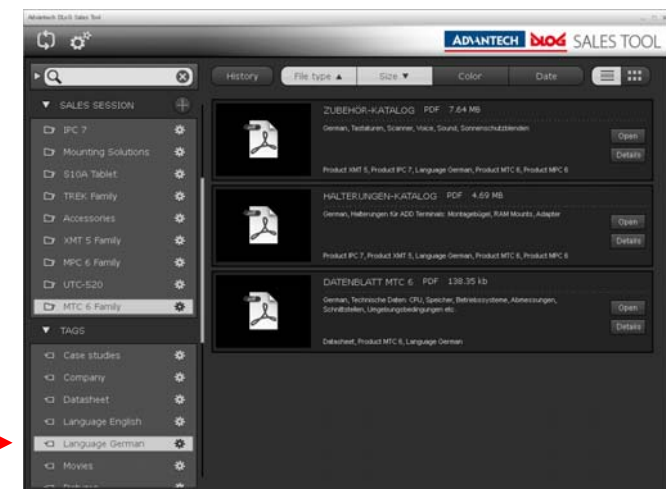 Advantech DLoG Sales Tool
ADVANTECH DLOG SALES TOOL
History File type ▲ Size ▼ Color Date
SALES SESSION
IPC 7
Mounting Solutions
S10A Tablet
TREK Family
Accessories
XMT 5 Family
MPC 6 Family
UTC-520
MTC 6 Family
TAGS
Case studies
Company
Datasheet
Language English
Language German
Movies
ZUBEHÖR-KATALOG PDF 7.64 MB
German, Tastaturen, Scanner, Voice, Sound, Sonnenschutzblenden
Open
Details
Product XMT 5, Product IPC 7, Language German, Product MTC 6, Product MPC 6
HALTERUNGEN-KATALOG PDF 4.69 MB
German, Halterungen für ADD Terminals: Montagebügel, RAM Mounts, Adapter
Open
Details
Product IPC 7, Product XMT 5, Language German, Product MTC 6, Product MPC 6
DATENBLATT MTC 6 PDF 138.35 kb
German, Technische Daten: CPU, Speicher, Betriebssysteme, Abmessungen,
Schnittstellen, Umgebungsbedingungen etc.
Open
Details
Datasheet, Product MTC 6, Language German